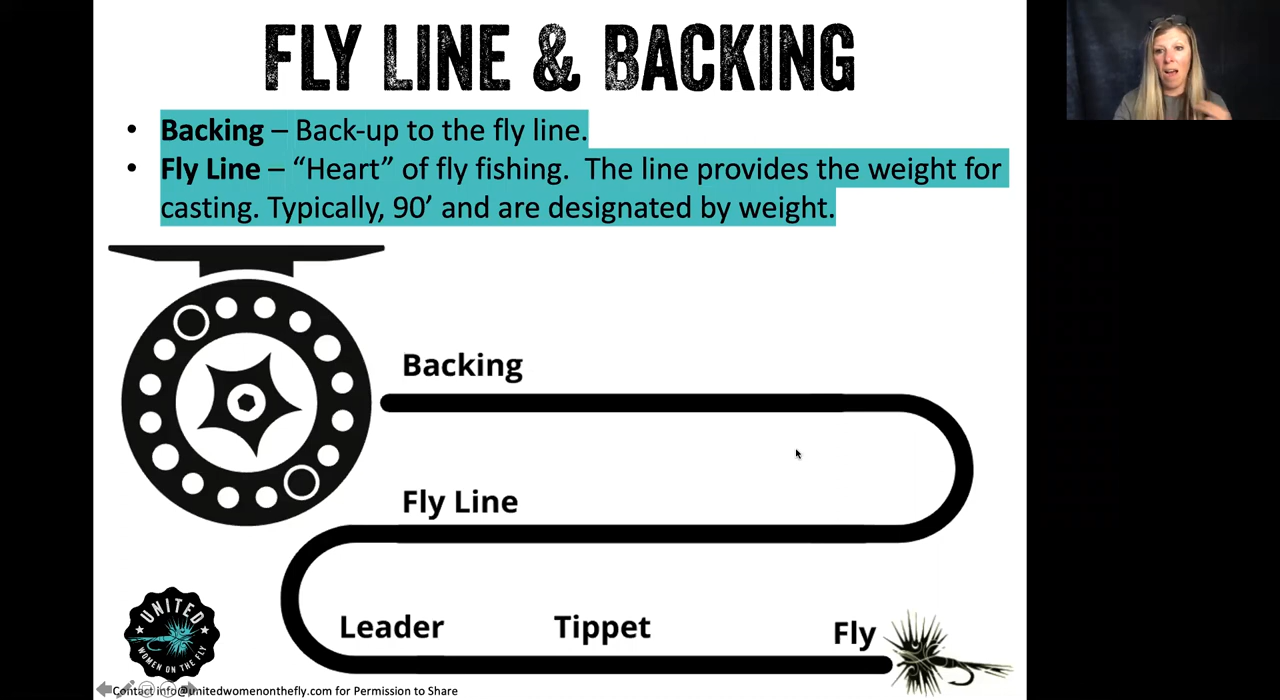 FLY LINE & BACKING
• Backing – Back-up to the fly line.
• Fly Line – “Heart” of fly fishing.  The line provides the weight for
casting. Typically, 90’ and are designated by weight.
Backing
Fly Line
Leader
Tippet
Fly
UNITED
WOMEN ON THE FLY
Contact info@unitedwomenonthefly.com for Permission to Share